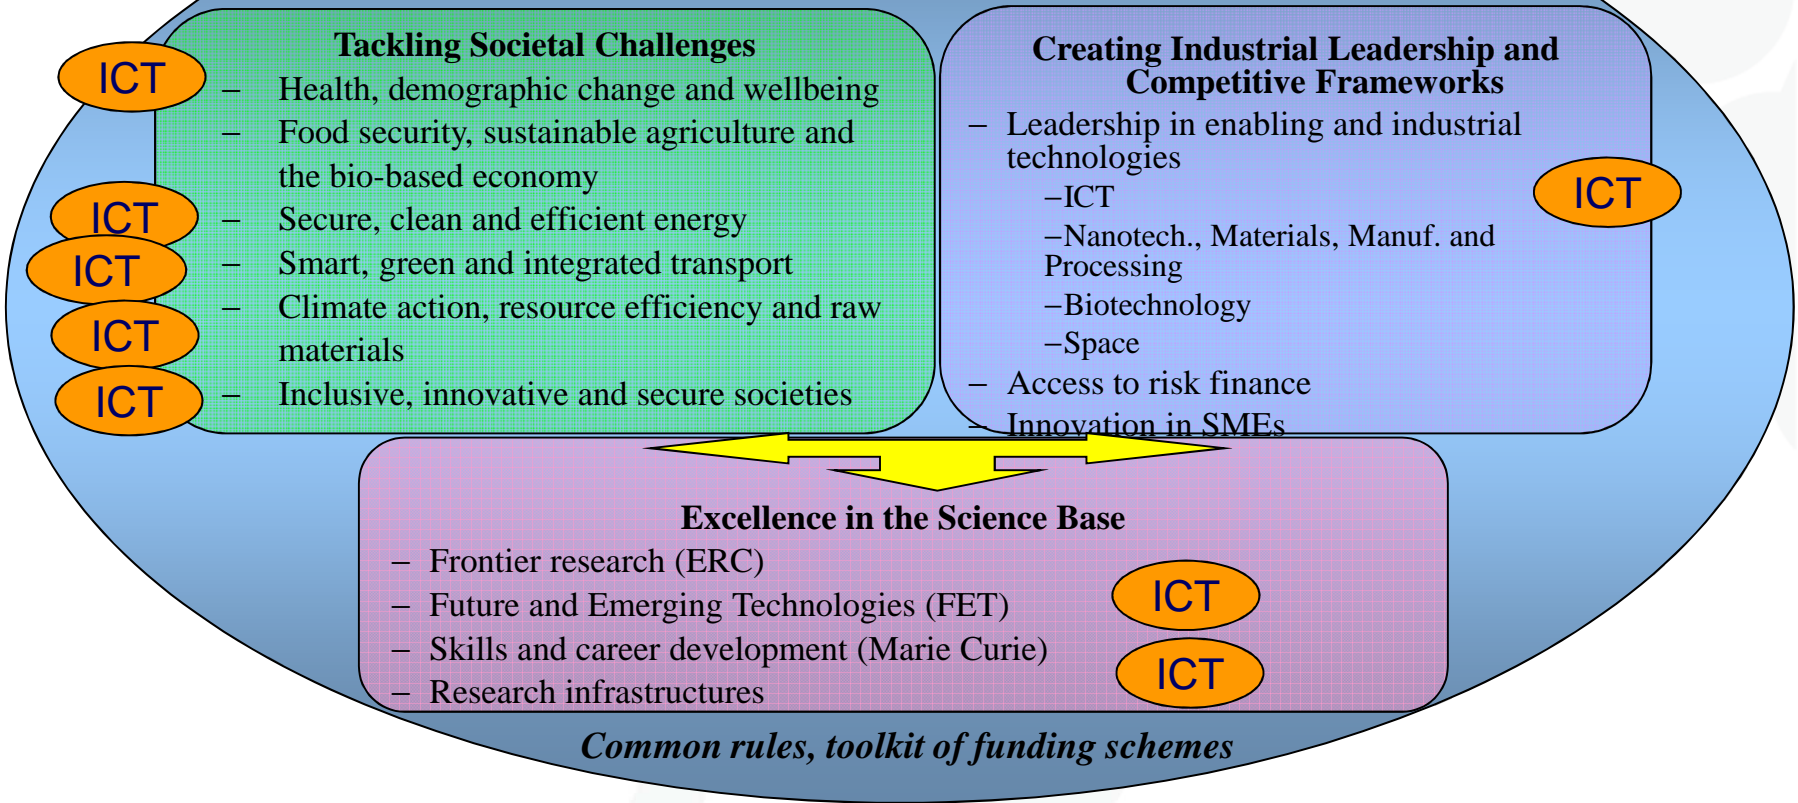 Tackling Societal Challenges
ICT
– Health, demographic change and wellbeing
– Food security, sustainable agriculture and
the bio-based economy
ICT
– Secure, clean and efficient energy
ICT
– Smart, green and integrated transport
ICT
– Climate action, resource efficiency and raw
materials
ICT
– Inclusive, innovative and secure societies
Creating Industrial Leadership and
Competitive Frameworks
– Leadership in enabling and industrial
technologies
ICT
–ICT
–Nanotech., Materials, Manuf. and
Processing
–Biotechnology
–Space
– Access to risk finance
– Innovation in SMEs
Excellence in the Science Base
– Frontier research (ERC)
– Future and Emerging Technologies (FET)
ICT
– Skills and career development (Marie Curie)
– Research infrastructures
ICT
Common rules, toolkit of funding schemes